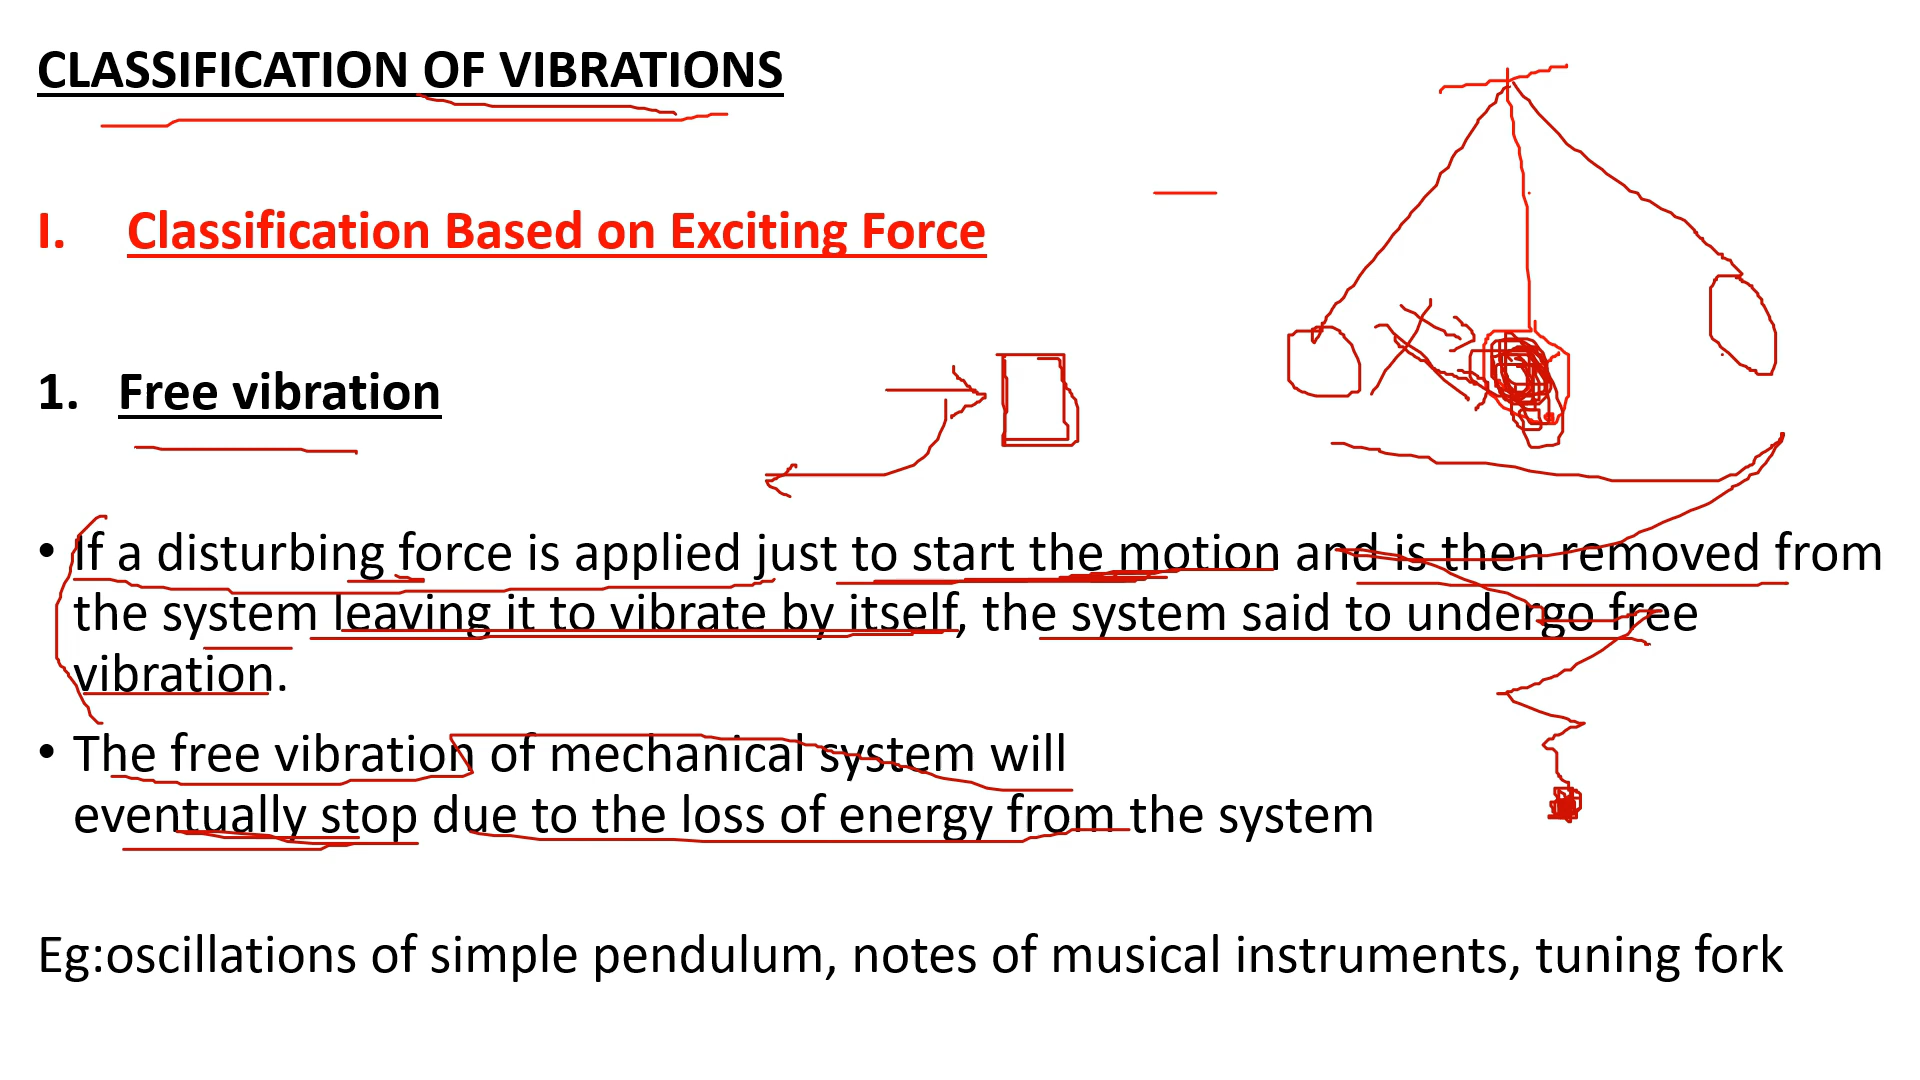 CLASSIFICATION OF VIBRATIONS
I. Classification Based on Exciting Force
1. Free vibration
• If a disturbing force is applied just to start the motion and is then removed from
the system leaving it to vibrate by itself, the system said to undergo free
vibration.
• The free vibration of mechanical system will
eventually stop due to the loss of energy from the system
Eg:oscillations of simple pendulum, notes of musical instruments, tuning fork